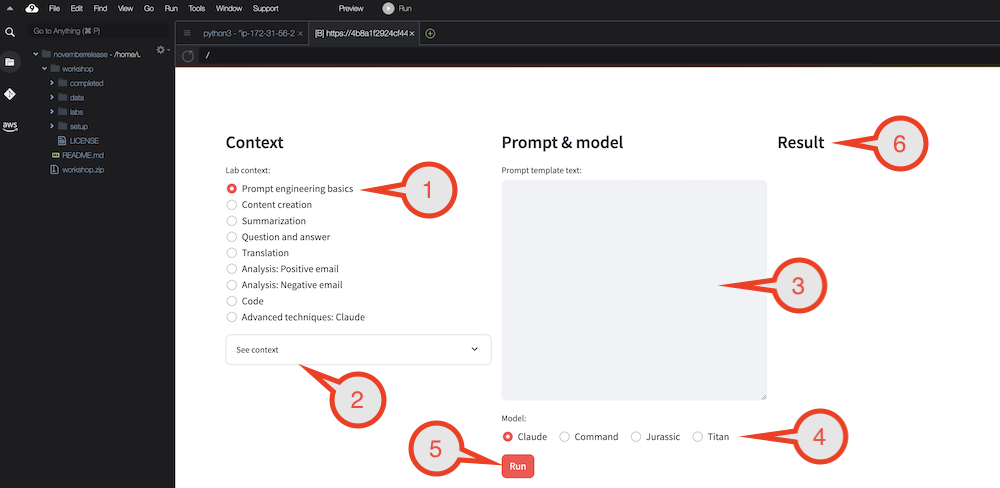 9 File Edit Find View Go Run Tools Window Support Preview Run
Go to Anything (⌘ P)
python3 - "ip-172-31-56-2 ×
[B] https://4b8a1f2924cf44 ×
/
novemberrelease - /home/u
workshop
completed
data
labs
setup
LICENSE
README.md
workshop.zip
aws
Context
Lab context:
Prompt engineering basics
Content creation
Summarization
Question and answer
Translation
Analysis: Positive email
Analysis: Negative email
Code
Advanced techniques: Claude
1
See context
2
Prompt & model
Prompt template text:
3
Model:
Claude Command Jurassic Titan
4
Run
5
Result
6